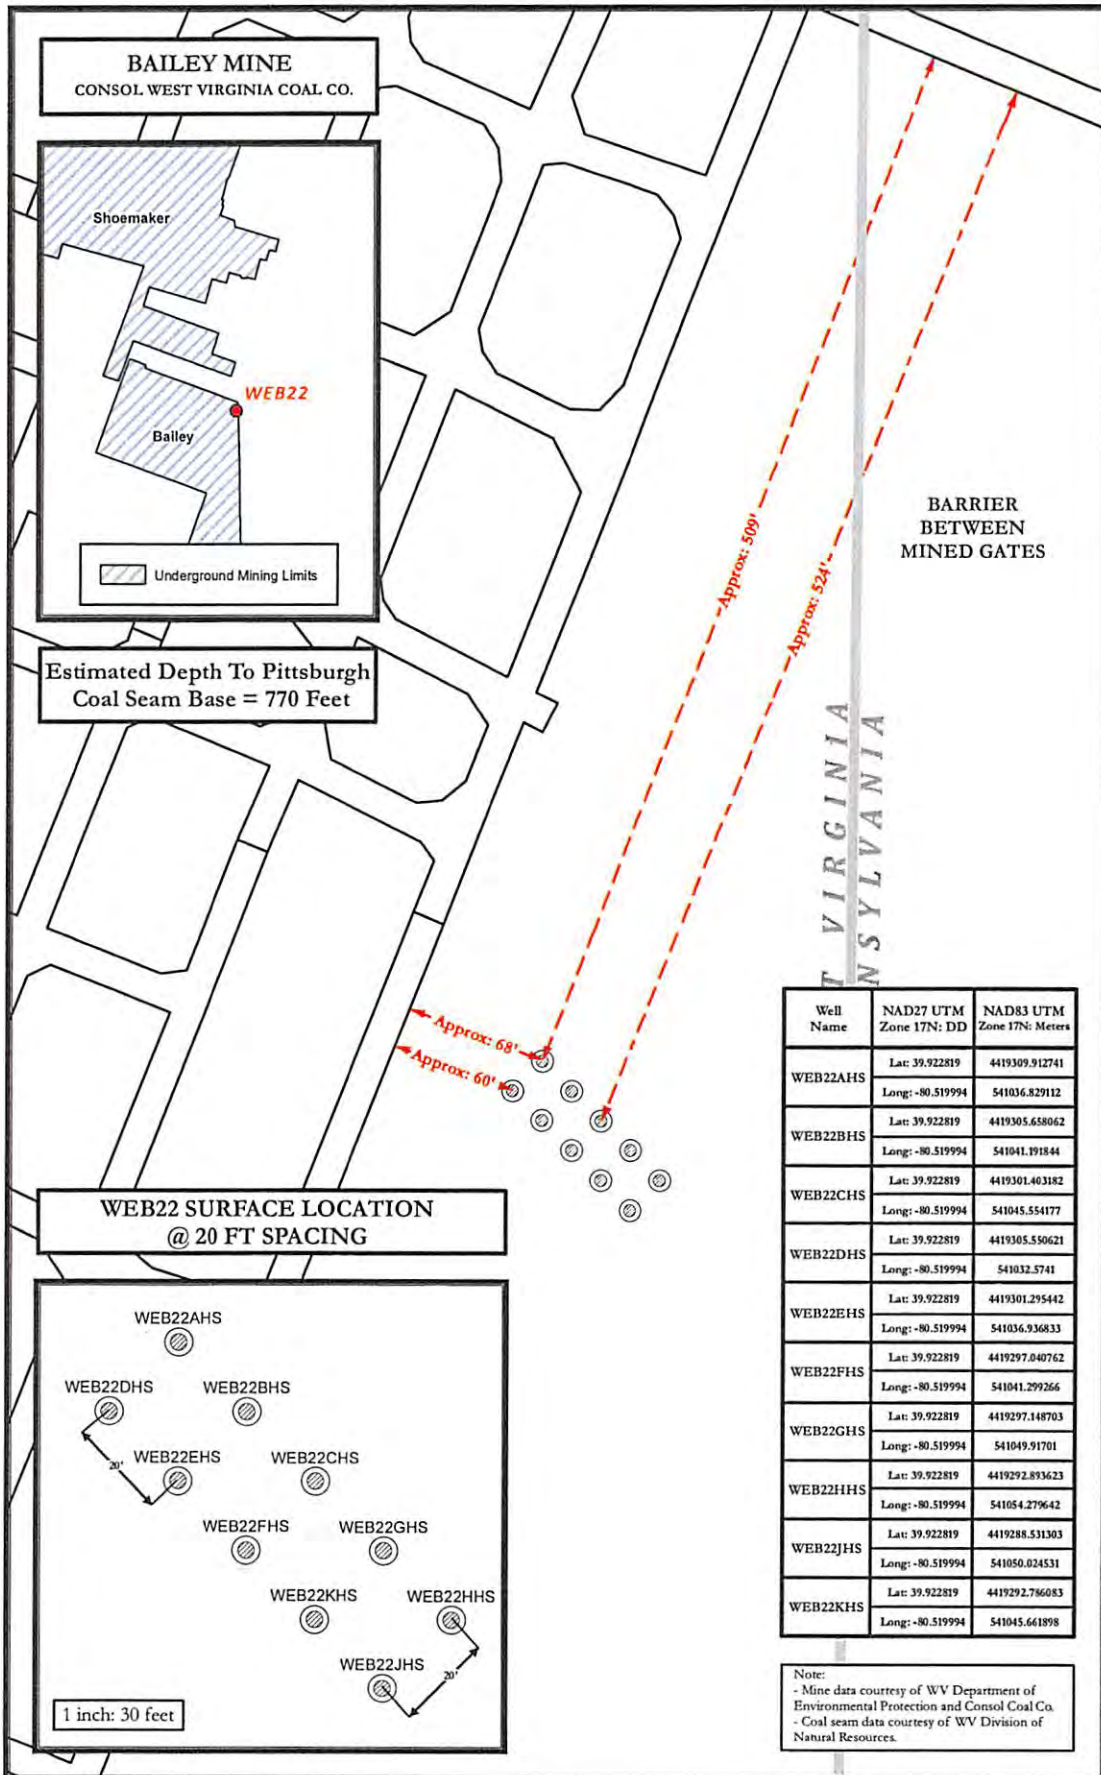 BAILEY MINE
CONSOL WEST VIRGINIA COAL CO.
Shoemaker
WEB22
Bailey
Underground Mining Limits
Estimated Depth To Pittsburgh
Coal Seam Base = 770 Feet
Approx: 509'
Approx: 524'
BARRIER
BETWEEN
MINED GATES
T VIRGINIA
NSYLVANIA
Approx: 68'
Approx: 60'
WEB22 SURFACE LOCATION
@ 20 FT SPACING
WEB22AHS
WEB22DHS WEB22BHS
20'
WEB22EHS WEB22CHS
WEB22FHS WEB22GHS
WEB22KHS WEB22HHS
WEB22JHS
20'
1 inch: 30 feet
Well Name NAD27 UTM Zone 17N: DD NAD83 UTM Zone 17N: Meters
WEB22AHS Lat: 39.922819 4419309.912741
Long: -80.519994 541036.829112
WEB22BHS Lat: 39.922819 4419305.658062
Long: -80.519994 541041.191844
WEB22CHS Lat: 39.922819 4419301.403182
Long: -80.519994 541045.554177
WEB22DHS Lat: 39.922819 4419305.550621
Long: -80.519994 541032.5741
WEB22EHS Lat: 39.922819 4419301.295442
Long: -80.519994 541036.936833
WEB22FHS Lat: 39.922819 4419297.040762
Long: -80.519994 541041.299266
WEB22GHS Lat: 39.922819 4419297.148703
Long: -80.519994 541049.91701
WEB22HHS Lat: 39.922819 4419292.893623
Long: -80.519994 541054.279642
WEB22JHS Lat: 39.922819 4419288.531303
Long: -80.519994 541050.024531
WEB22KHS Lat: 39.922819 4419292.786083
Long: -80.519994 541045.661898
Note:
- Mine data courtesy of WV Department of
Environmental Protection and Consol Coal Co.
- Coal seam data courtesy of WV Division of
Natural Resources.